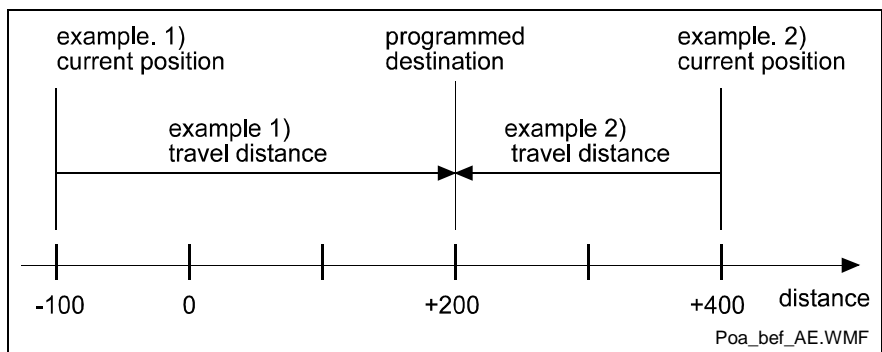 example. 1)
current position
programmed
destination
example. 2)
current position
example 1)
travel distance
example 2)
travel distance
-100 0 +200 +400 distance
Poa_bef_AE.WMF